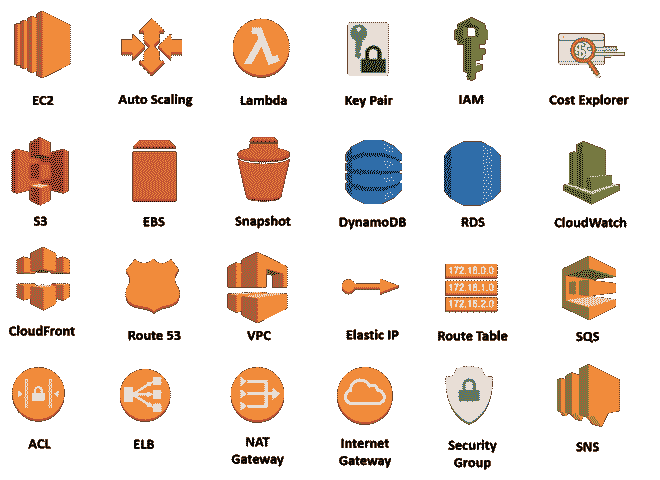 EC2
Auto Scaling
λ
Lambda
Key Pair
IAM
$
Cost Explorer
S3
EBS
Snapshot
DynamoDB
RDS
CloudWatch
CloudFront
Route 53
VPC
Elastic IP
172.16.0.0
172.16.1.0
172.16.2.0
Route Table
SQS
ACL
ELB
NAT
Gateway
Internet
Gateway
Security
Group
SNS